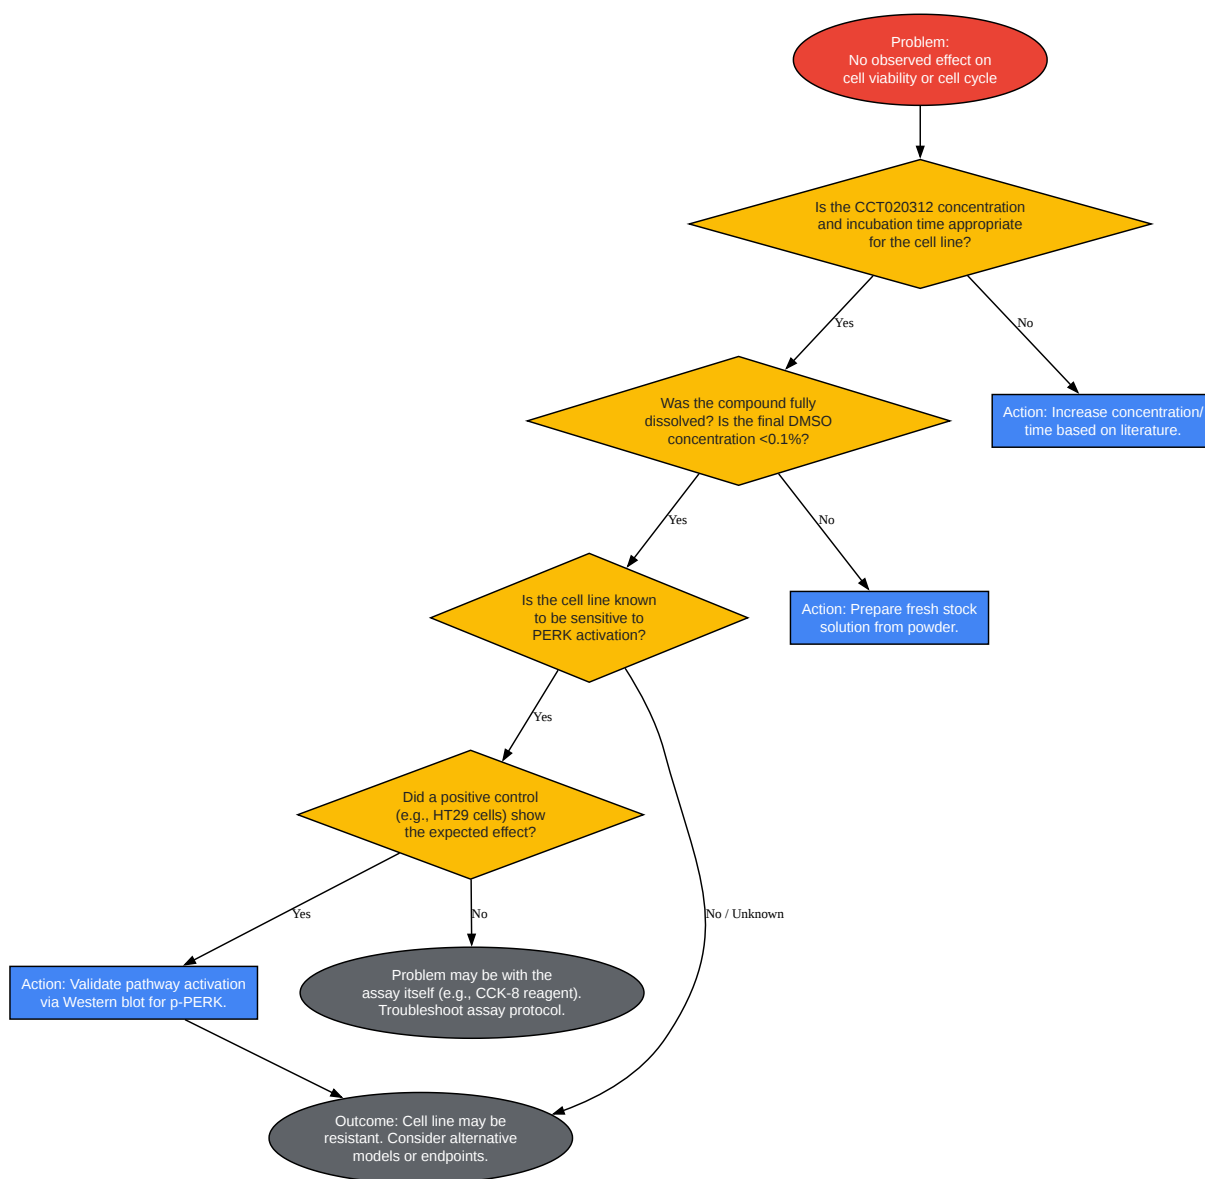 Problem:
No observed effect on
cell viability or cell cycle
Is the CCT020312 concentration
and incubation time appropriate
for the cell line?
Yes
No
Was the compound fully
dissolved? Is the final DMSO
concentration <0.1%?
Action: Increase concentration/
time based on literature.
Yes
No
Is the cell line known
to be sensitive to
PERK activation?
Action: Prepare fresh stock
solution from powder.
Yes
Did a positive control
(e.g., HT29 cells) show
the expected effect?
Yes
No
No / Unknown
Action: Validate pathway activation
via Western blot for p-PERK.
Problem may be with the
assay itself (e.g., CCK-8 reagent).
Troubleshoot assay protocol.
Outcome: Cell line may be
resistant. Consider alternative
models or endpoints.